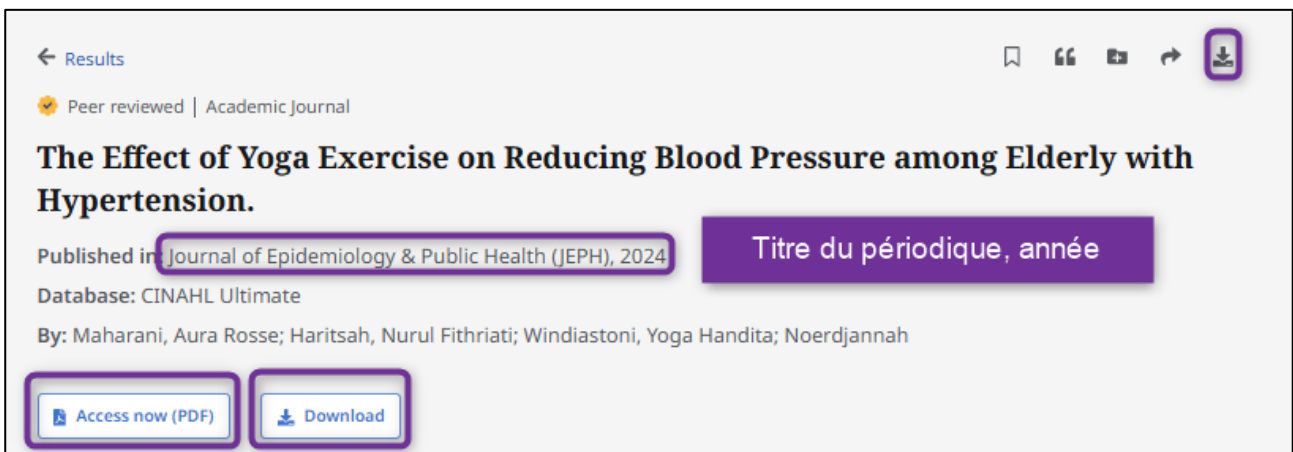 Results
Peer reviewed | Academic Journal
The Effect of Yoga Exercise on Reducing Blood Pressure among Elderly with
Hypertension.
Published in: Journal of Epidemiology & Public Health (JEPH), 2024
Titre du périodique, année
Database: CINAHL Ultimate
By: Maharani, Aura Rosse; Haritsah, Nurul Fithriati; Windiastoni, Yoga Handita; Noerdjannah
Access now (PDF)
Download